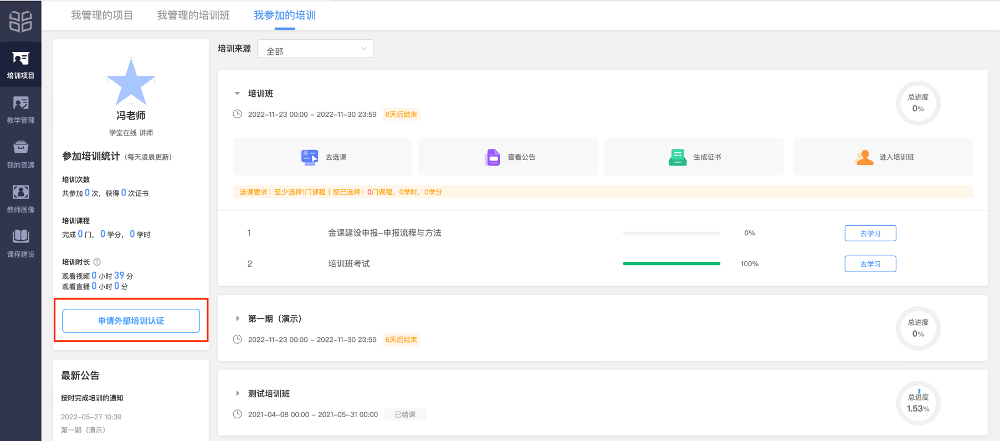 我管理的项目 我管理的培训班 我参加的培训
培训项目
教学管理
我的资源
教师画像
课程建设
冯老师
学堂在线 讲师
参加培训统计 (每天凌晨更新)
培训次数
共参加 0 次，获得 0 次证书
培训课程
完成 0 门， 0 学分， 0 学时
培训时长 ?
观看视频 0 小时 39 分
观看直播 0 小时 0 分
申请外部培训认证
最新公告
按时完成培训的通知
2022-05-27 10:39
第一期（演示）
培训来源 全部
培训班
2022-11-23 00:00 - 2022-11-30 23:59 6天后结束
总进度
0%
去选课 查看公告 生成证书 进入培训班
选课要求：至少选择1门课程 | 您已选择：0门课程，0学时，0学分
1 金课建设申报-申报流程与方法 0% 去学习
2 培训班考试 100% 去学习
第一期（演示）
2022-11-23 00:00 - 2022-11-30 23:59 6天后结束
总进度
0%
测试培训班
2021-04-08 00:00 - 2021-05-31 00:00 已结课
总进度
1.53%